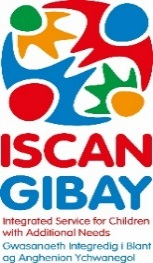 ISCAN
GIBAY
Integrated Service for Children
with Additional Needs
Gwasanaeth Integredig i Blant
ag Anghenion Ychwanegol